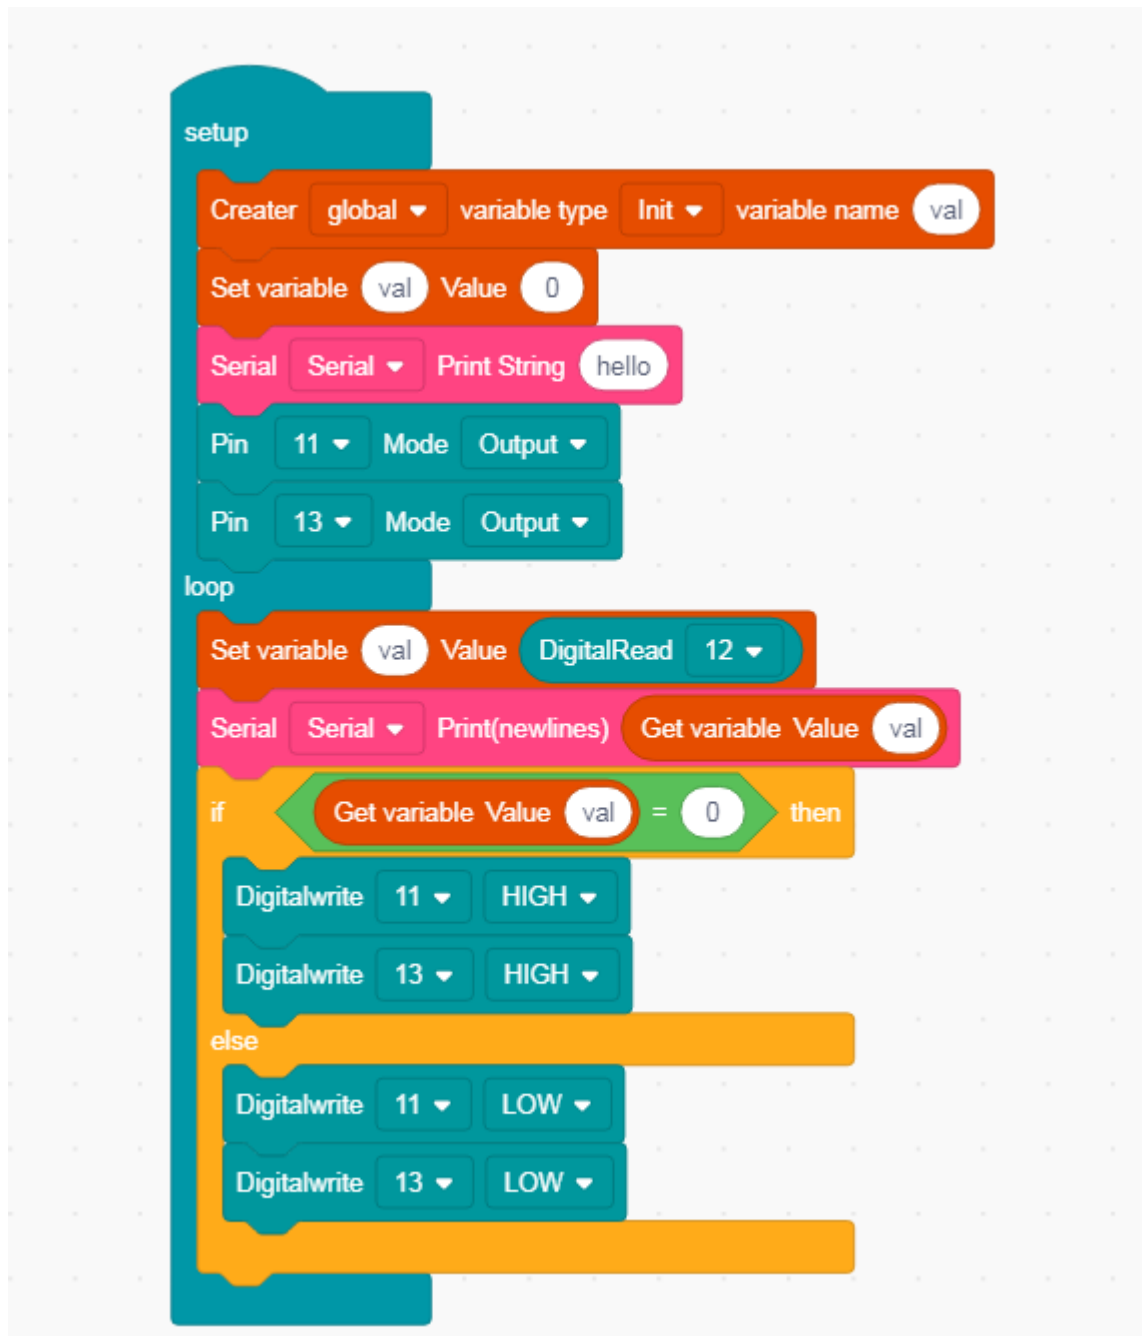 setup
Creater global variable type Init variable name val
Set variable val Value 0
Serial Serial Print String hello
Pin 11 Mode Output
Pin 13 Mode Output
loop
Set variable val Value DigitalRead 12
Serial Serial Print(newlines) Get variable Value val
if Get variable Value val = 0 then
Digitalwrite 11 HIGH
Digitalwrite 13 HIGH
else
Digitalwrite 11 LOW
Digitalwrite 13 LOW